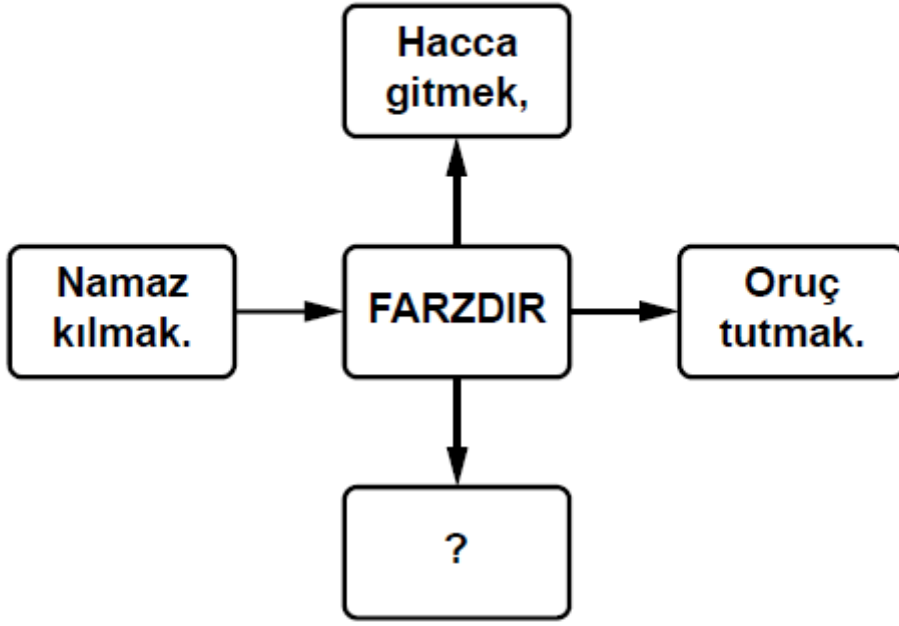 Hacca
gitmek,
Namaz
kılmak.
FARZDIR
Oruç
tutmak.
?